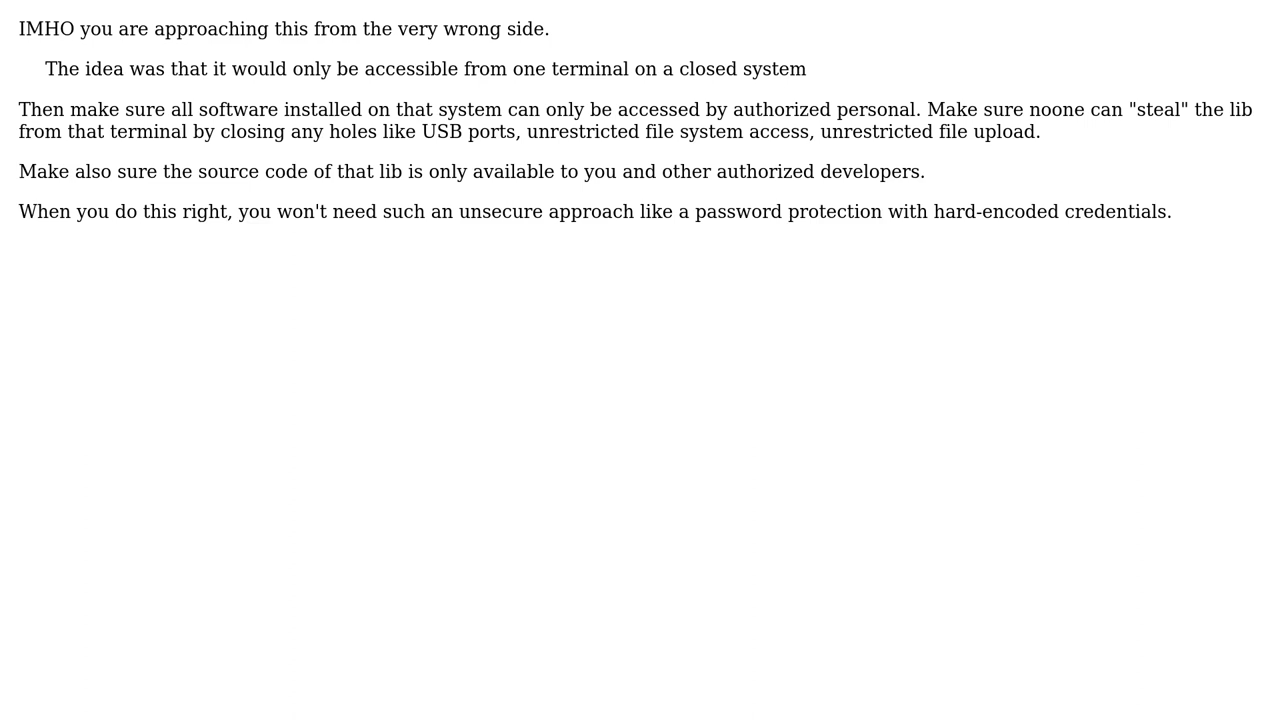 IMHO you are approaching this from the very wrong side.
The idea was that it would only be accessible from one terminal on a closed system
Then make sure all software installed on that system can only be accessed by authorized personal. Make sure noone can "steal" the lib
from that terminal by closing any holes like USB ports, unrestricted file system access, unrestricted file upload.
Make also sure the source code of that lib is only available to you and other authorized developers.
When you do this right, you won't need such an unsecure approach like a password protection with hard-encoded credentials.